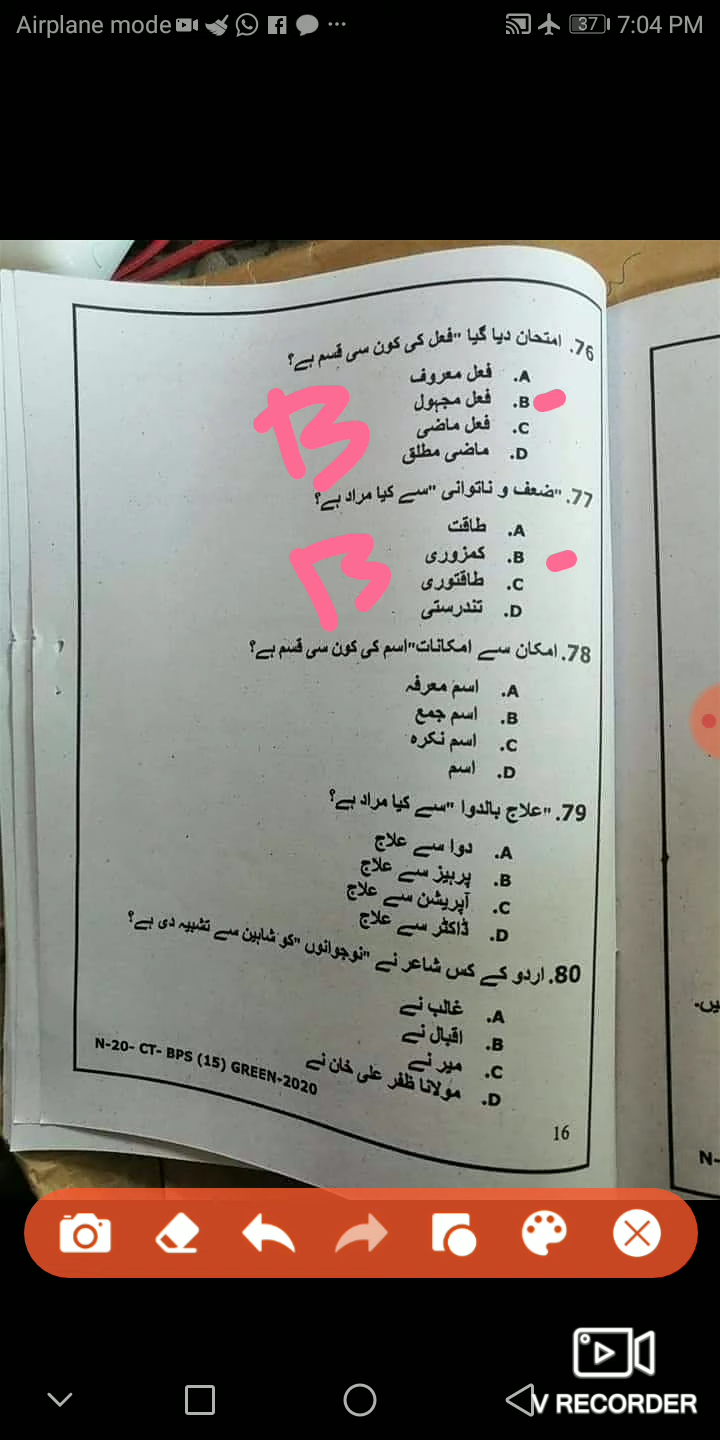 Airplane mode ... 37 7:04 PM
76. امتحان دیا گیا "فعل کی کون سی قسم ہے؟
A. فعل معروف
B. فعل مجہول
C. فعل ماضی
D. ماضی مطلق
B
77. "ضعف و ناتوانی "سے کیا مراد ہے؟
A. طاقت
B. کمزوری
C. طاقتوری
D. تندرستی
B
78. امکان سے امکانات"اسم کی کون سی قسم ہے؟
A. اسم معرفہ
B. اسم جمع
C. اسم نکرہ
D. اسم
79. "علاج بالدوا "سے کیا مراد ہے؟
A. دوا سے علاج
B. پرہیز سے علاج
C. آپریشن سے علاج
D. ڈاکٹر سے علاج
80. اردو کے کس شاعر نے "نوجوانوں "کو شاہین سے تشبیہ دی ہے؟
A. غالب نے
B. اقبال نے
C. میر نے
D. مولانا ظفر علی خان نے
N-20- CT- BPS (15) GREEN-2020
16
N-
V RECORDER